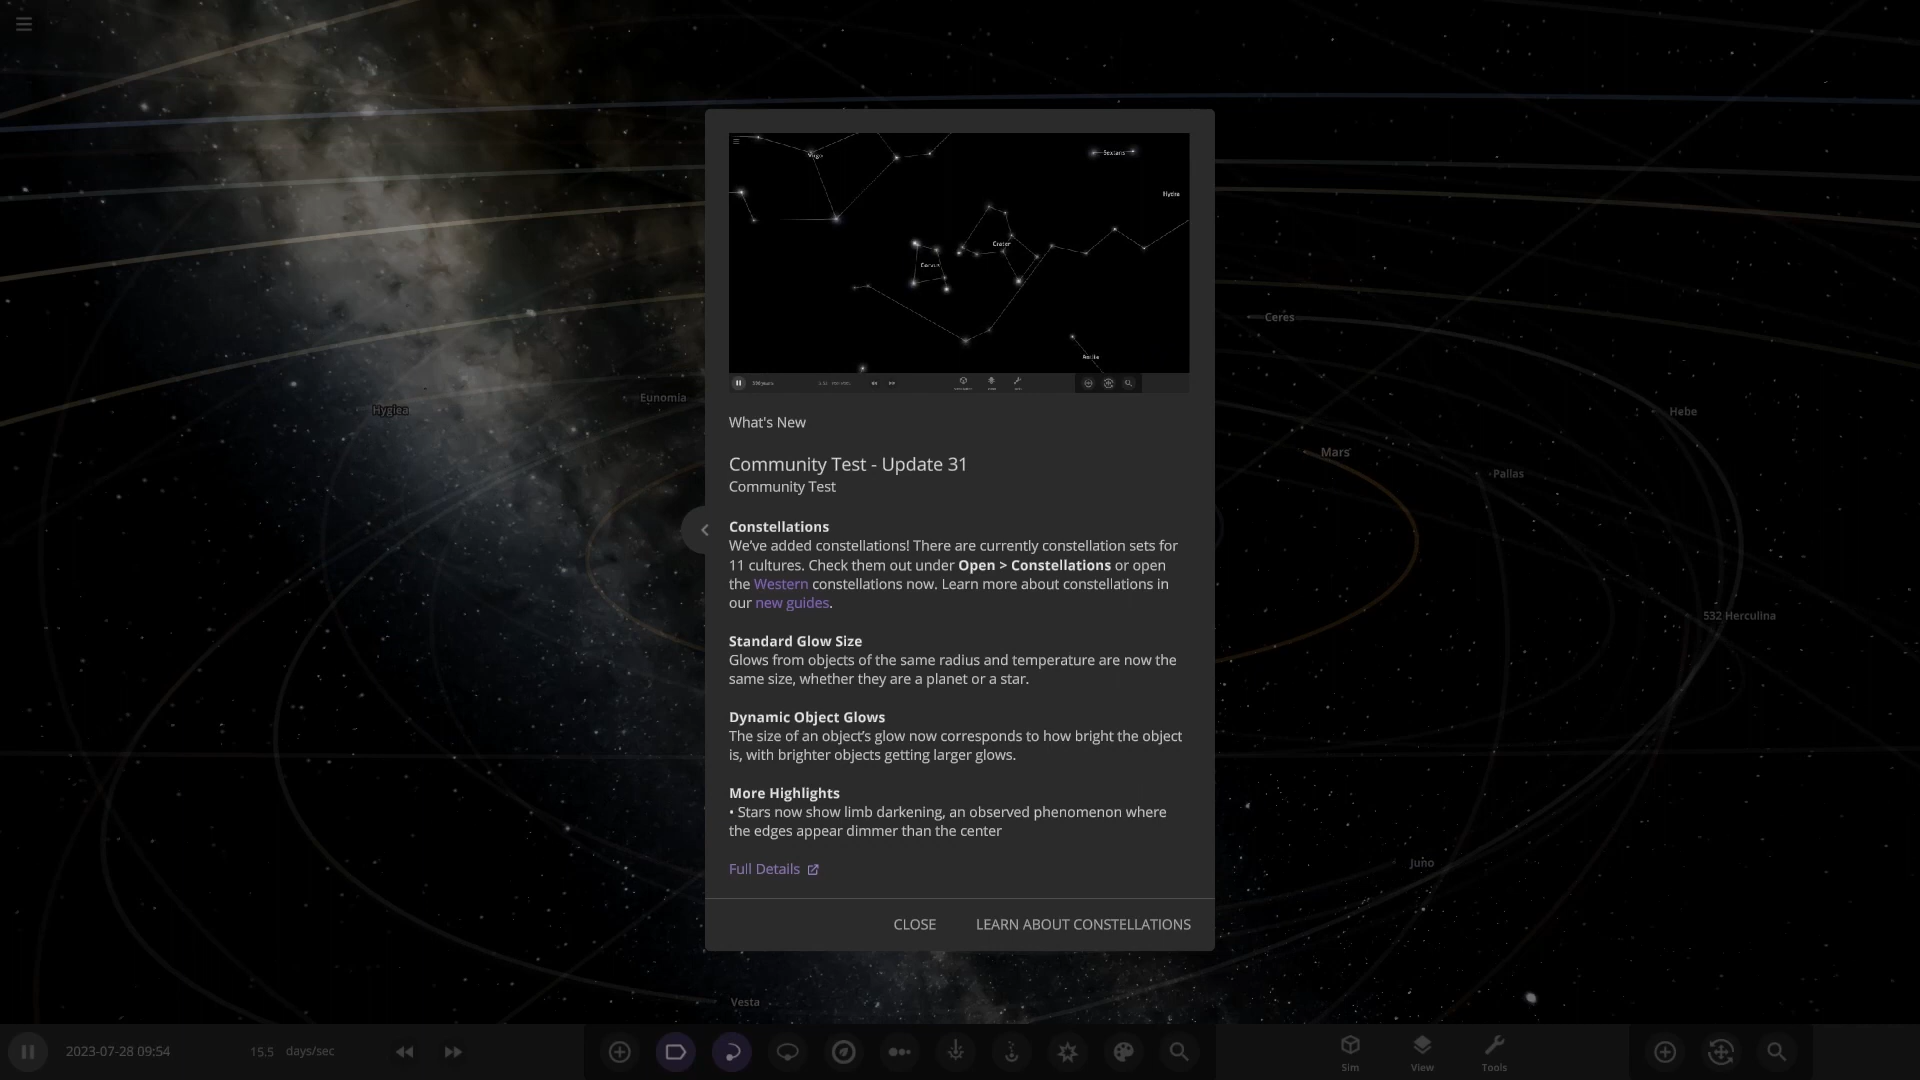 Virgo
Sextans
Hydra
Crater
Corvus
Ceres
Eunomia
Hygiea
Hebe
What's New
Mars
Community Test - Update 31
Pallas
Community Test
Constellations
We've added constellations! There are currently constellation sets for
11 cultures. Check them out under Open > Constellations or open
the Western constellations now. Learn more about constellations in
our new guides.
532 Herculina
Standard Glow Size
Glows from objects of the same radius and temperature are now the
same size, whether they are a planet or a star.
Dynamic Object Glows
The size of an object's glow now corresponds to how bright the object
is, with brighter objects getting larger glows.
More Highlights
• Stars now show limb darkening, an observed phenomenon where
the edges appear dimmer than the center
Juno
Full Details
CLOSE LEARN ABOUT CONSTELLATIONS
Vesta
2023-07-28 09:54 15.5 days/sec
Sim View Tools